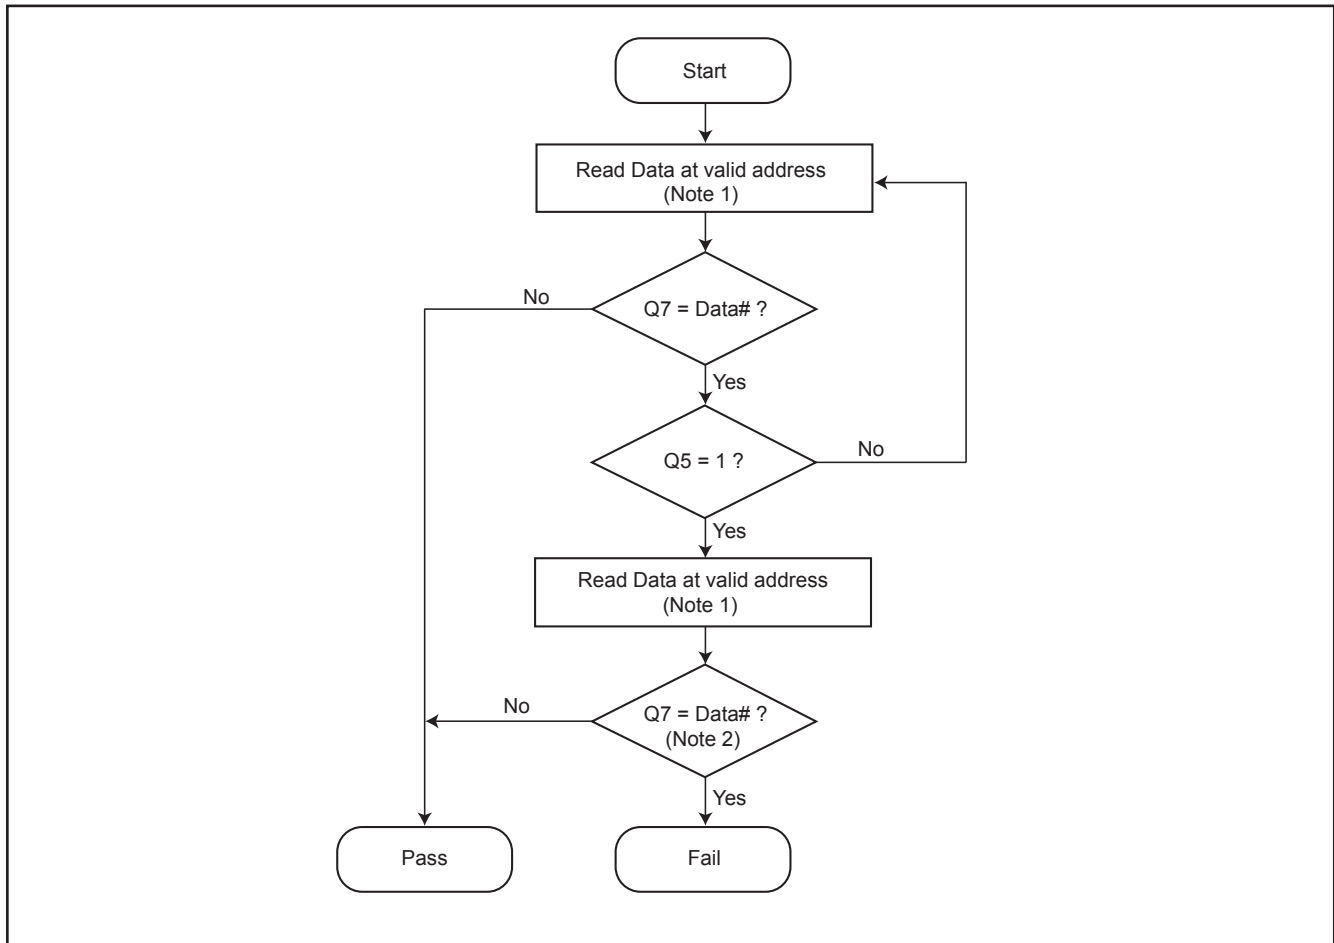 Start
Read Data at valid address
(Note 1)
Q7 = Data# ?
No
Yes
Q5 = 1 ?
No
Yes
Read Data at valid address
(Note 1)
Q7 = Data# ?
(Note 2)
No
Yes
Pass
Fail